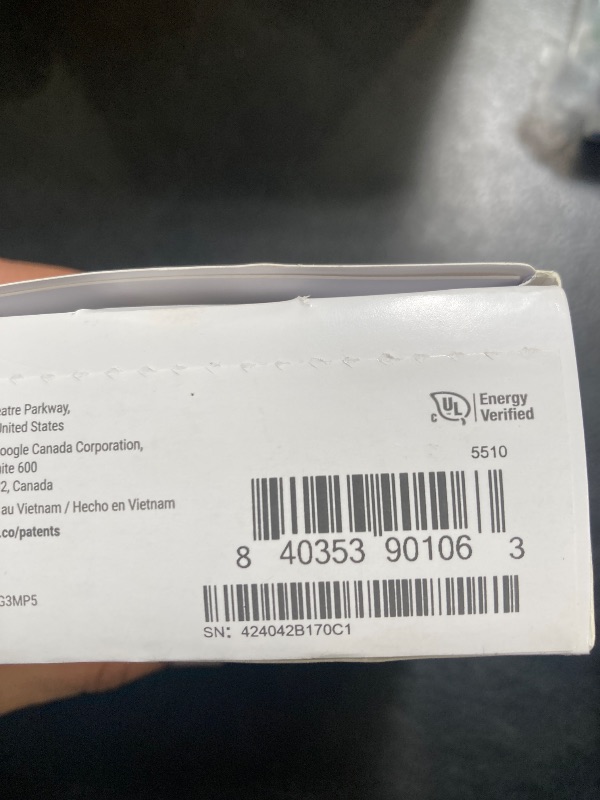 eatre Parkway,
United States
oogle Canada Corporation,
ite 600
2, Canada
au Vietnam / Hecho en Vietnam
.co/patents
G3MP5
c UL Energy
Verified
5510
8 40353 90106 3
SN: 424042B170C1